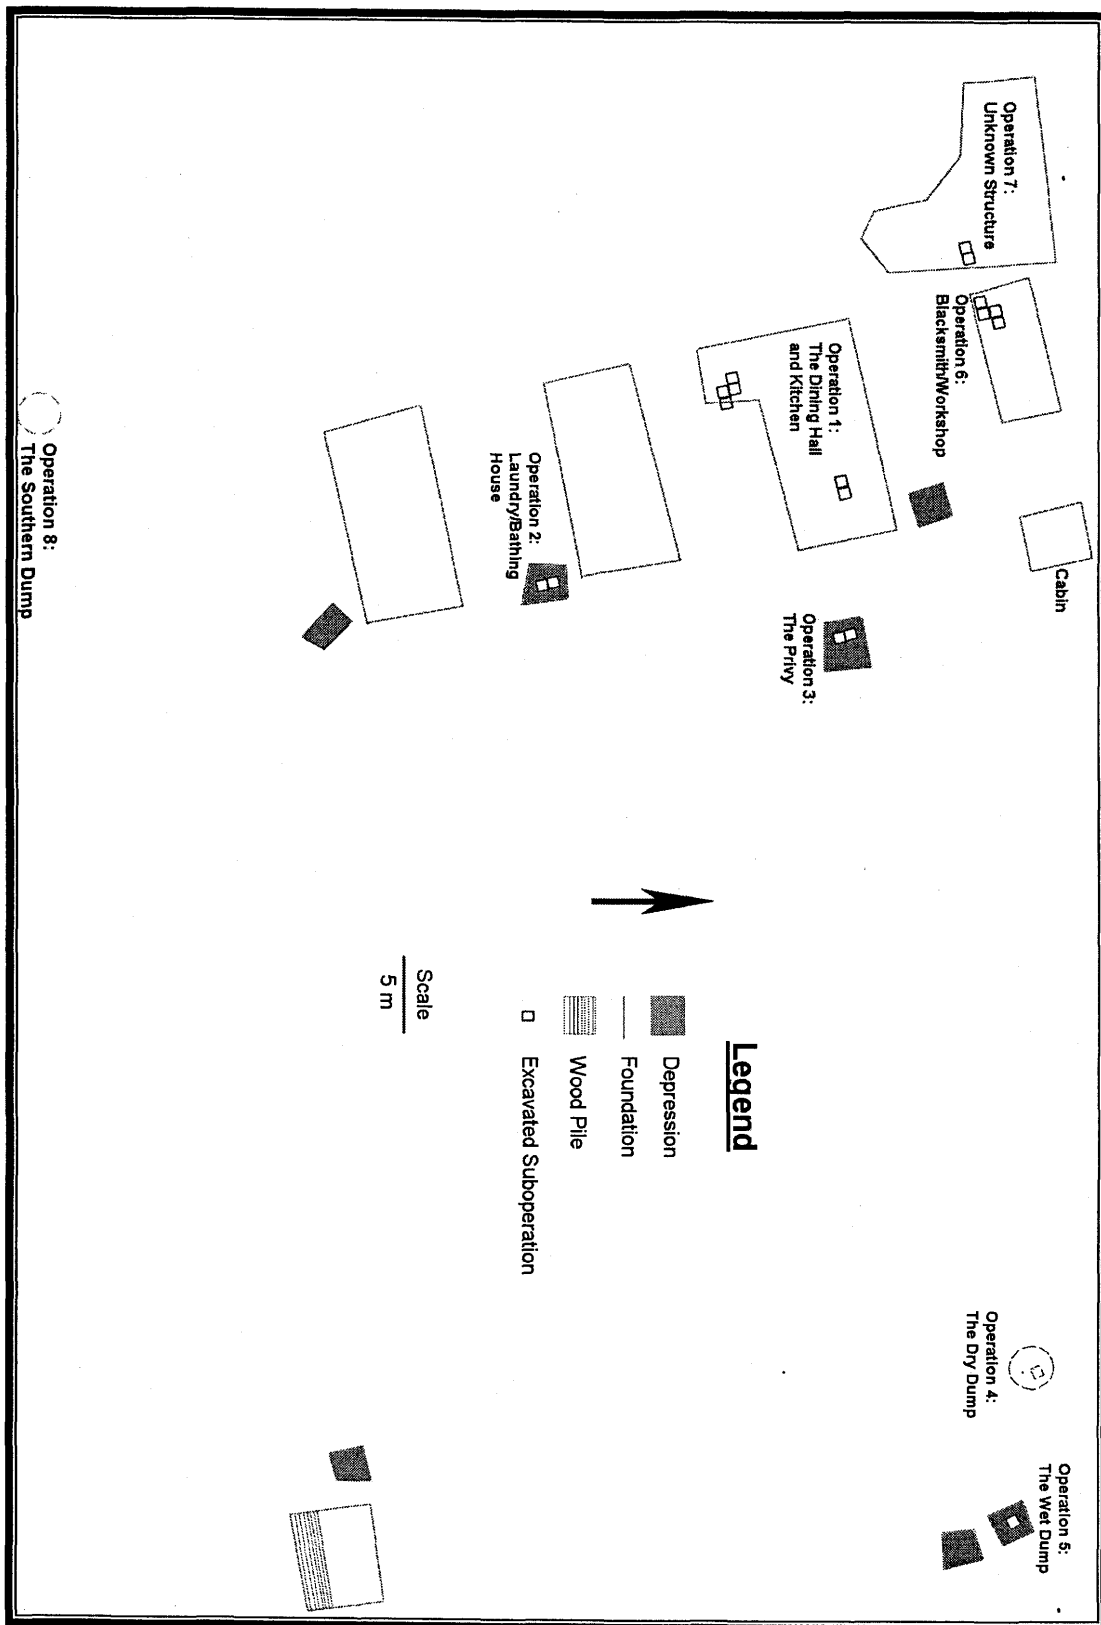 Operation 7:
Unknown Structure
Operation 6:
Blacksmith/Workshop
Cabin
Operation 1:
The Dining Hall
and Kitchen
Operation 3:
The Privy
Operation 2:
Laundry/Bathing
House
Operation 8:
The Southern Dump
Operation 4:
The Dry Dump
Operation 5:
The Wet Dump
Legend
Depression
Foundation
Wood Pile
Excavated Suboperation
Scale
5 m